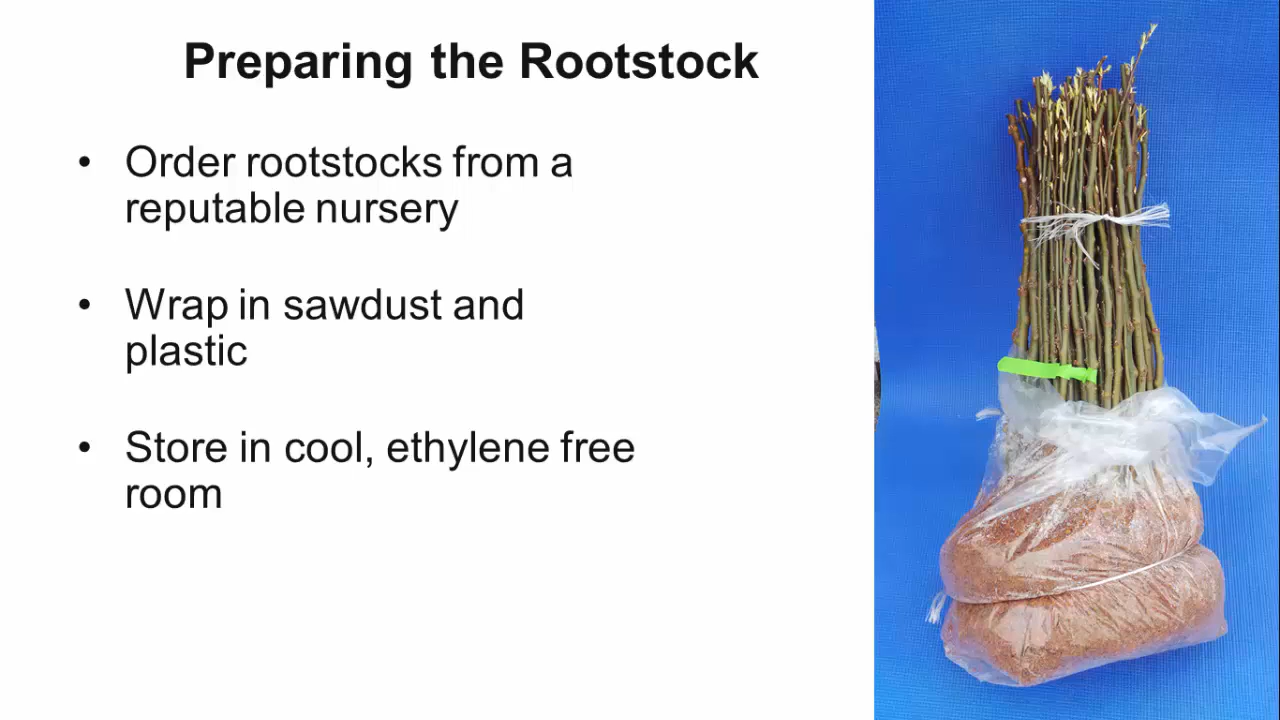 Preparing the Rootstock
• Order rootstocks from a
reputable nursery
• Wrap in sawdust and
plastic
• Store in cool, ethylene free
room